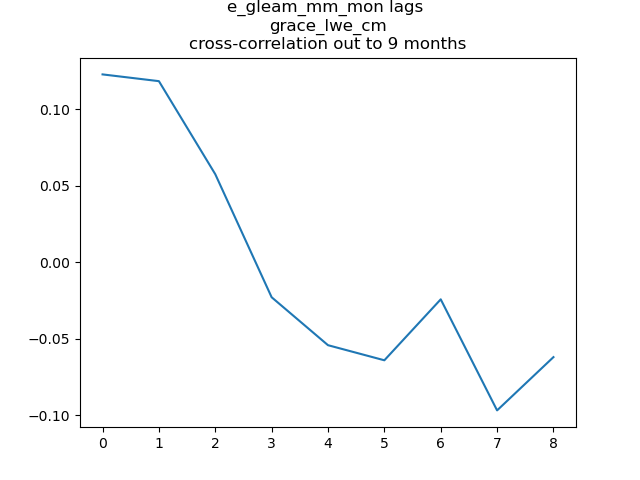 e_gleam_mm_mon lags
grace_lwe_cm
cross-correlation out to 9 months
0.10
0.05
0.00
−0.05
−0.10
0 1 2 3 4 5 6 7 8